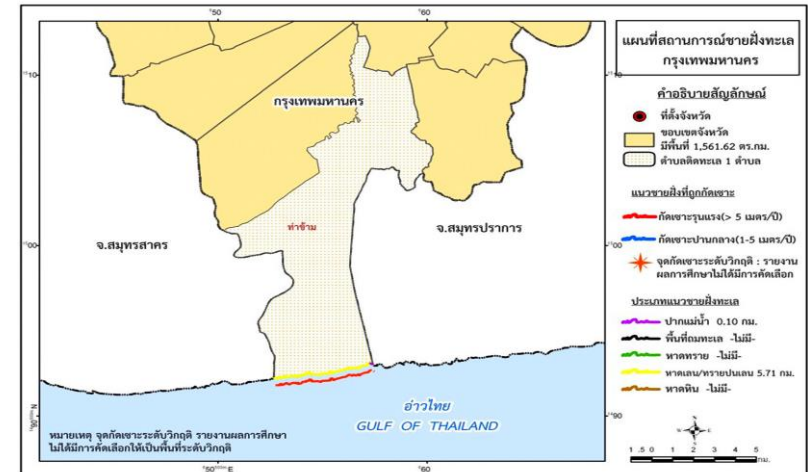 แผนที่สถานการณ์ชายฝั่งทะเล
กรุงเทพมหานคร
คำอธิบายสัญลักษณ์
ที่ตั้งจังหวัด
ขอบเขตจังหวัด
มีพื้นที่ 1,561.62 ตร.กม.
ตำบลติดทะเล 1 ตำบล
แนวชายฝั่งที่ถูกกัดเซาะ
กัดเซาะรุนแรง(> 5 เมตร/ปี)
กัดเซาะปานกลาง(1-5 เมตร/ปี)
จุดกัดเซาะระดับวิกฤติ : รายงาน
ผลการศึกษาไม่ได้มีการคัดเลือก
ประเภทแนวชายฝั่งทะเล
ปากแม่น้ำ 0.10 กม.
พื้นที่ถมทะเล -ไม่มี-
หาดทราย -ไม่มี-
หาดเลน/ทรายปนเลน 5.71 กม.
หาดหิน -ไม่มี-
กรุงเทพมหานคร
ท่าข้าม
จ.สมุทรสาคร
จ.สมุทรปราการ
อ่าวไทย
GULF OF THAILAND
หมายเหตุ จุดกัดเซาะระดับวิกฤติ รายงานผลการศึกษา
ไม่ได้มีการคัดเลือกให้เป็นพื้นที่ระดับวิกฤติ
60
60
1 .5 0 1 2 3 4 5
กม.